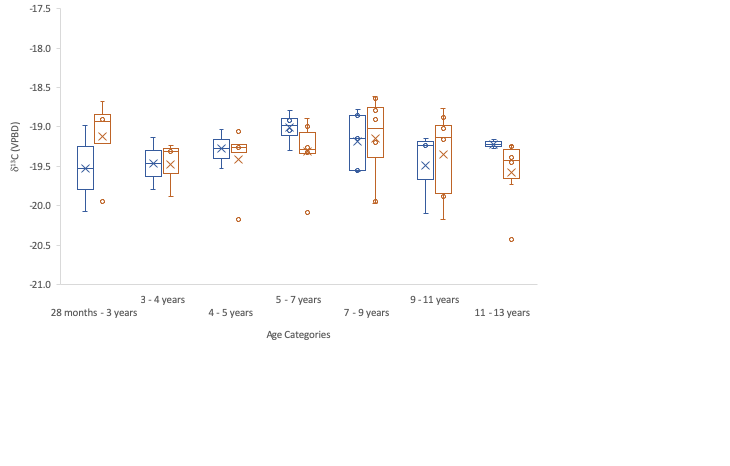 -17.5
-18.0
-18.5
-19.0
-19.5
-20.0
-20.5
-21.0
δ¹³C (VPBD)
3 - 4 years
5 - 7 years
9 - 11 years
28 months - 3 years
4 - 5 years
7 - 9 years
11 - 13 years
Age Categories